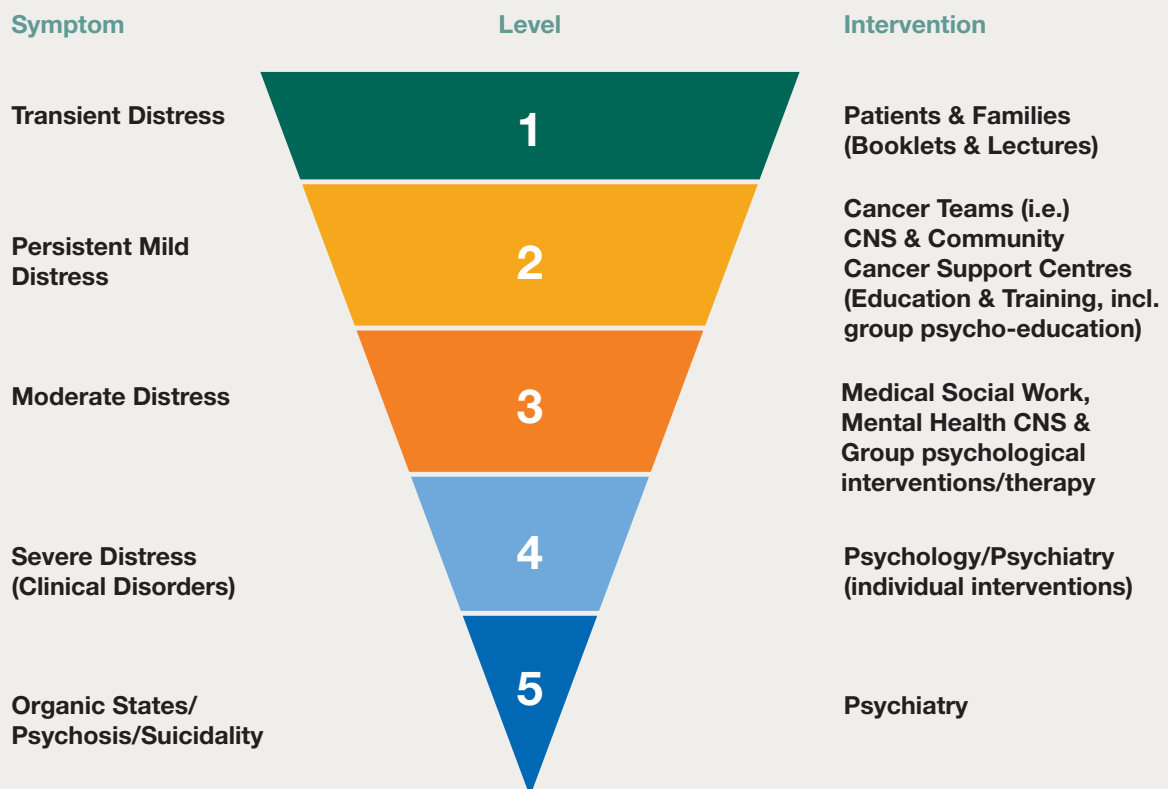 Symptom
Level
Intervention
Transient Distress
1
Patients & Families
(Booklets & Lectures)
Persistent Mild
Distress
2
Cancer Teams (i.e.)
CNS & Community
Cancer Support Centres
(Education & Training, incl.
group psycho-education)
Moderate Distress
3
Medical Social Work,
Mental Health CNS &
Group psychological
interventions/therapy
Severe Distress
(Clinical Disorders)
4
Psychology/Psychiatry
(individual interventions)
Organic States/
Psychosis/Suicidality
5
Psychiatry